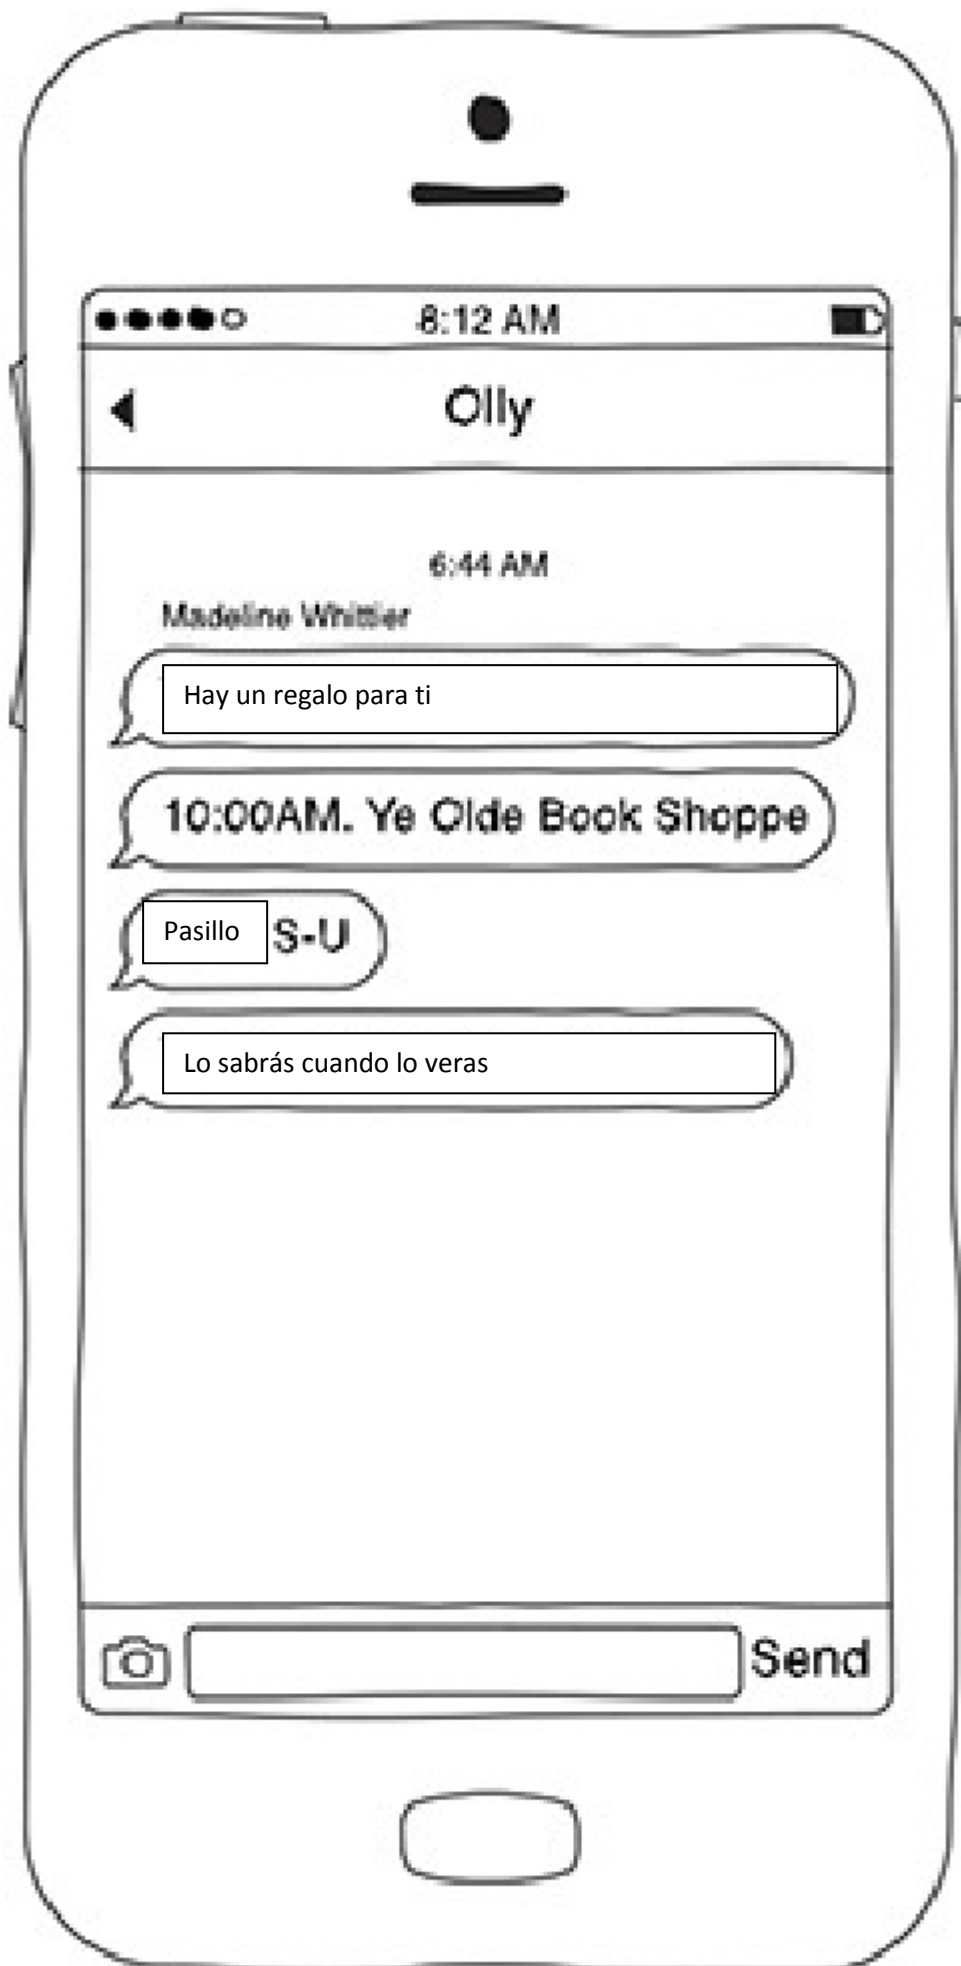 8:12 AM
Olly
6:44 AM
Madeline Whittier
Hay un regalo para ti
10:00AM. Ye Olde Book Shoppe
Pasillo S-U
Lo sabrás cuando lo veras
Send